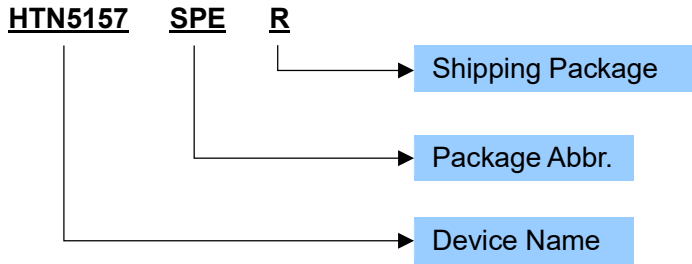 HTN5157 SPE R
Shipping Package
Package Abbr.
Device Name